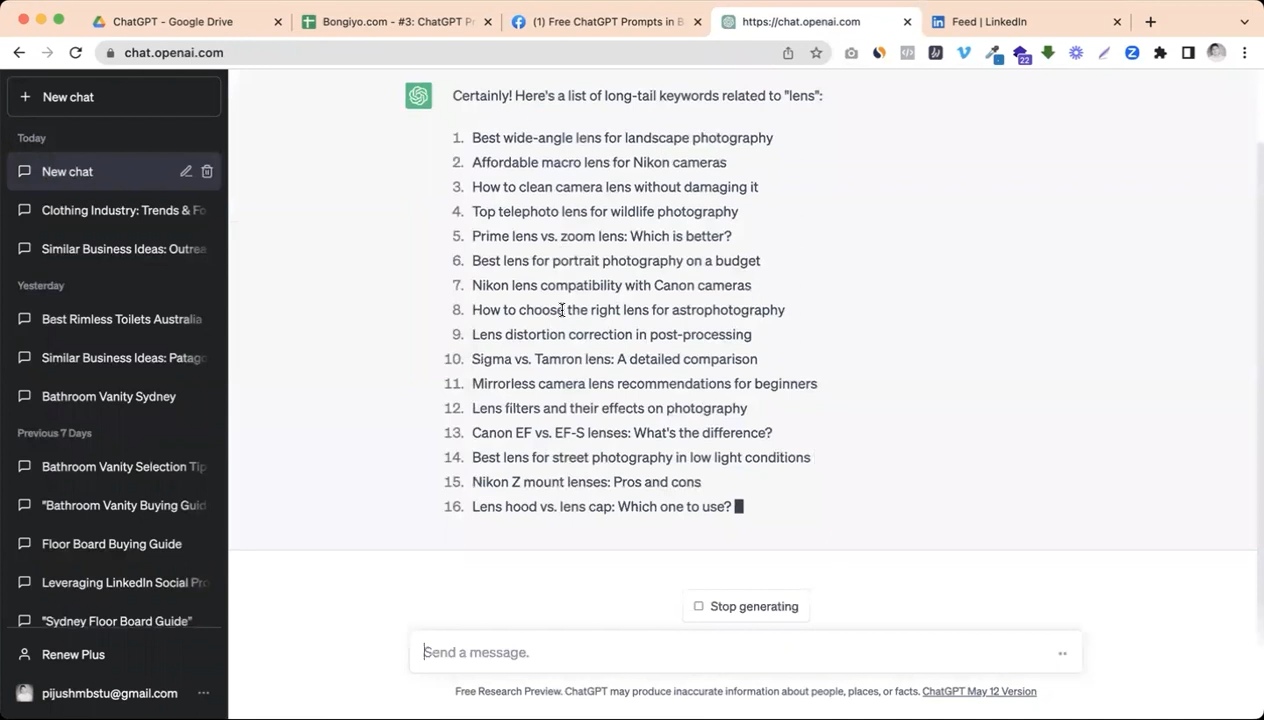 ChatGPT - Google Drive
Bongiyo.com - #3: ChatGPT Pr
(1) Free ChatGPT Prompts in B
https://chat.openai.com
Feed | LinkedIn
chat.openai.com
22
New chat
Today
New chat
Clothing Industry: Trends & Fo
Similar Business Ideas: Outrea
Yesterday
Best Rimless Toilets Australia
Similar Business Ideas: Patago
Bathroom Vanity Sydney
Previous 7 Days
Bathroom Vanity Selection Tip
"Bathroom Vanity Buying Guid
Floor Board Buying Guide
Leveraging LinkedIn Social Pro
"Sydney Floor Board Guide"
Renew Plus
pijushmbstu@gmail.com
Certainly! Here's a list of long-tail keywords related to "lens":
1. Best wide-angle lens for landscape photography
2. Affordable macro lens for Nikon cameras
3. How to clean camera lens without damaging it
4. Top telephoto lens for wildlife photography
5. Prime lens vs. zoom lens: Which is better?
6. Best lens for portrait photography on a budget
7. Nikon lens compatibility with Canon cameras
8. How to choose the right lens for astrophotography
9. Lens distortion correction in post-processing
10. Sigma vs. Tamron lens: A detailed comparison
11. Mirrorless camera lens recommendations for beginners
12. Lens filters and their effects on photography
13. Canon EF vs. EF-S lenses: What's the difference?
14. Best lens for street photography in low light conditions
15. Nikon Z mount lenses: Pros and cons
16. Lens hood vs. lens cap: Which one to use?
Stop generating
Send a message.
Free Research Preview. ChatGPT may produce inaccurate information about people, places, or facts. ChatGPT May 12 Version